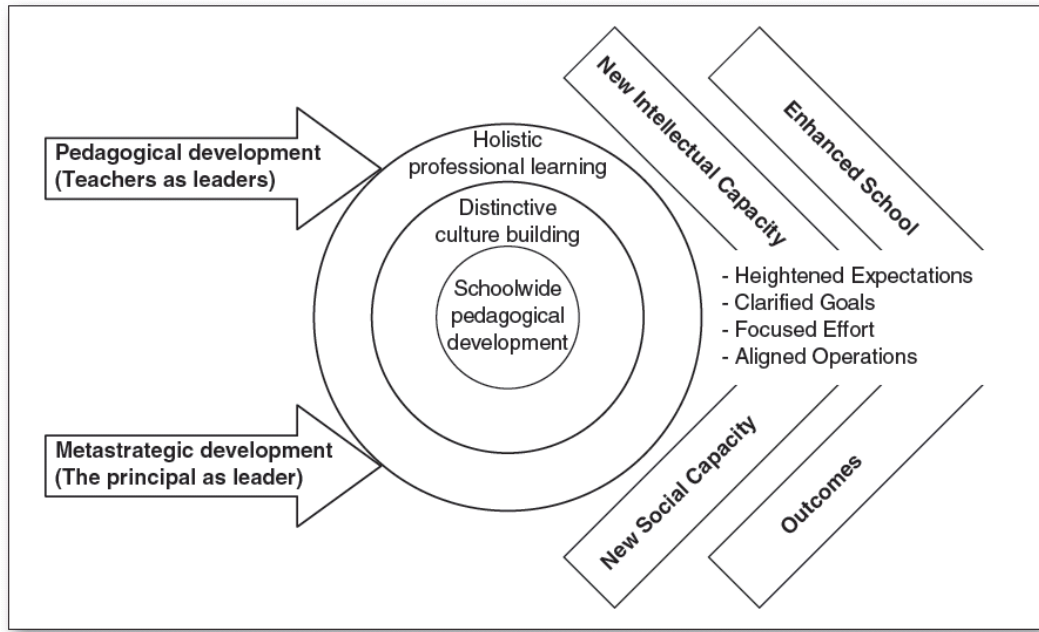 Pedagogical development
(Teachers as leaders)
Metastrategic development
(The principal as leader)
Holistic
professional learning
Distinctive
culture building
Schoolwide
pedagogical
development
New Intellectual Capacity
Enhanced School
- Heightened Expectations
- Clarified Goals
- Focused Effort
- Aligned Operations
New Social Capacity
Outcomes